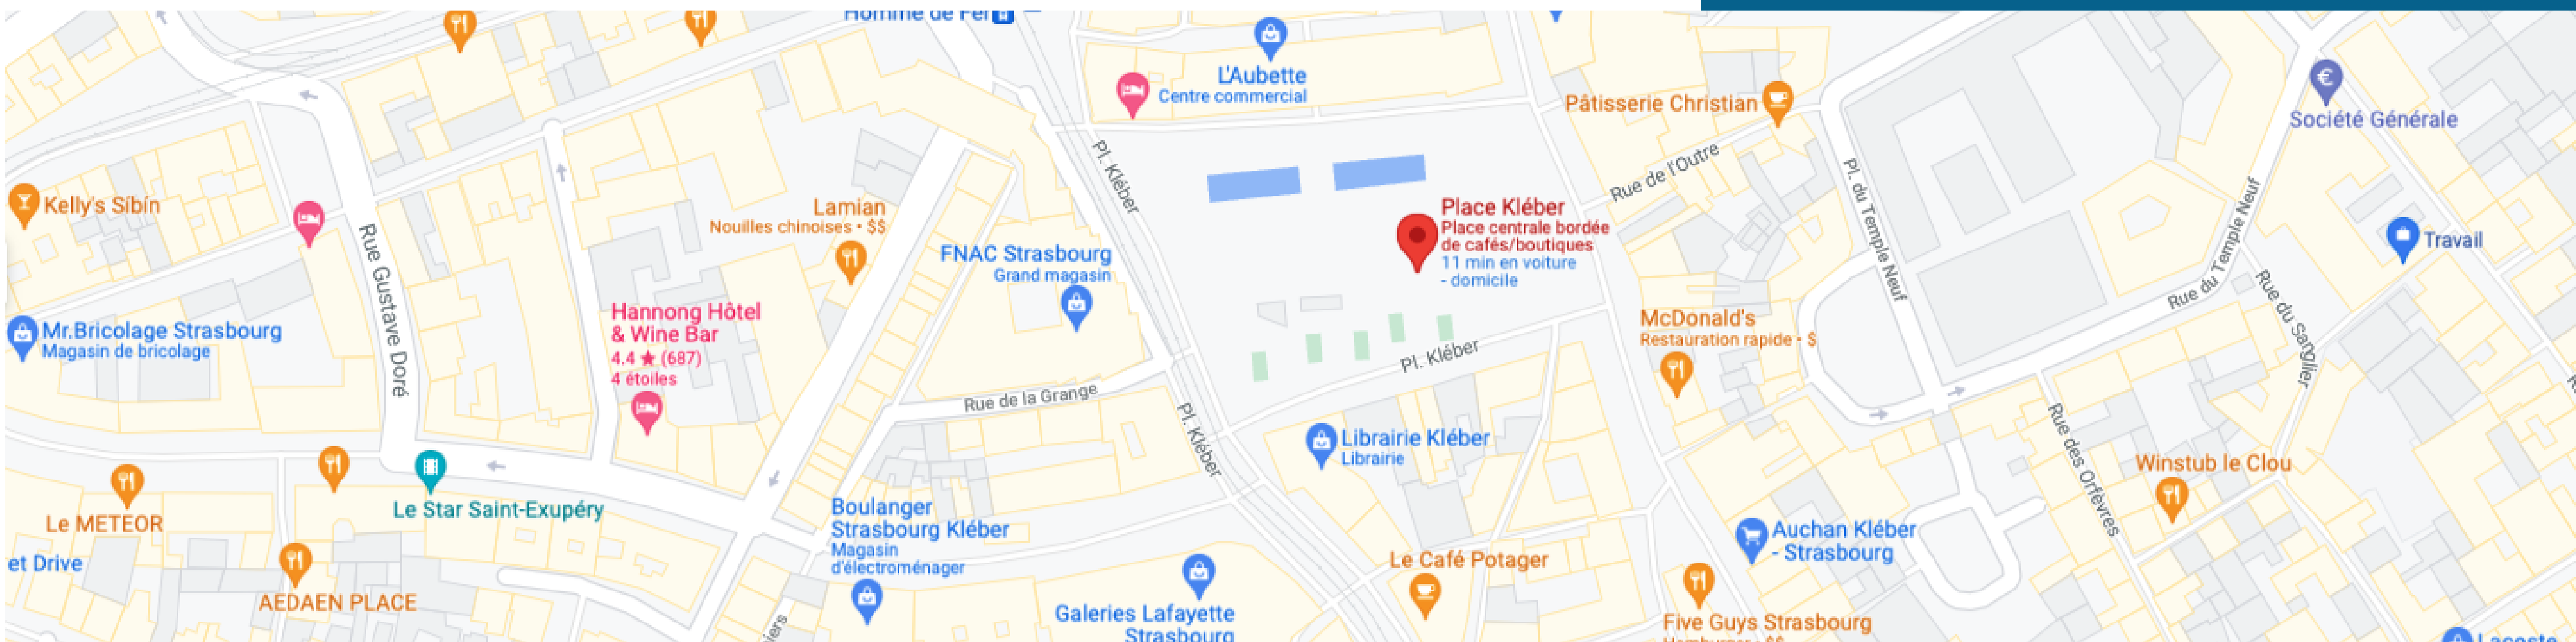 Homme de Fer
L'Aubette
Centre commercial
Pâtisserie Christian
Société Générale
Kelly's Síbín
Lamian
Nouilles chinoises • $$
Pl. Kléber
Rue de l'Outre
Pl. du Temple Neuf
Place Kléber
Place centrale bordée
de cafés/boutiques
11 min en voiture
- domicile
Rue Gustave Doré
FNAC Strasbourg
Grand magasin
Rue du Temple Neuf
Travail
Mr.Bricolage Strasbourg
Magasin de bricolage
Hannong Hôtel
& Wine Bar
4.4 ★ (687)
4 étoiles
McDonald's
Restauration rapide • $
Rue du Sanglier
Pl. Kléber
Rue de la Grange
Pl. Kléber
Librairie Kléber
Librairie
Rue des Orfèvres
Winstub le Clou
Le METEOR
Le Star Saint-Exupéry
Boulanger
Strasbourg Kléber
Magasin
d'électroménager
Auchan Kléber
- Strasbourg
et Drive
AEDAEN PLACE
Le Café Potager
Galeries Lafayette
Strasbourg
iers
Five Guys Strasbourg
Hamburger • $$
Lacoste